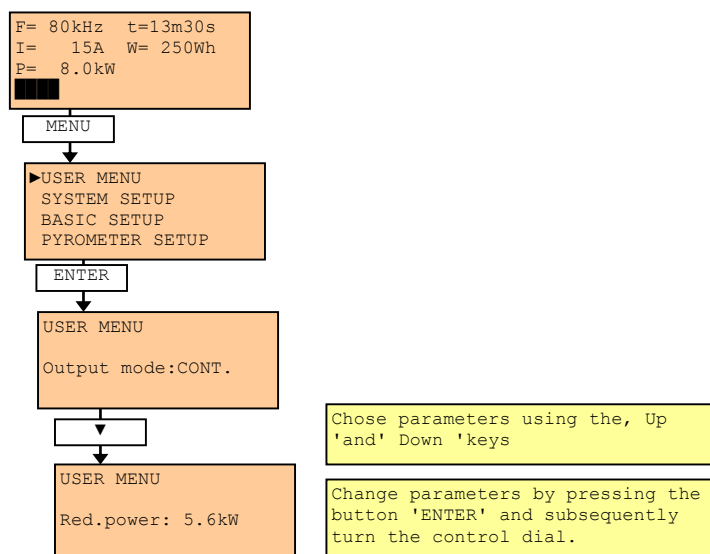 F= 80kHz t=13m30s
I= 15A W= 250Wh
P= 8.0kW
MENU
►USER MENU
SYSTEM SETUP
BASIC SETUP
PYROMETER SETUP
ENTER
USER MENU
Output mode:CONT.
▼
USER MENU
Red.power: 5.6kW
Chose parameters using the, Up
'and' Down 'keys
Change parameters by pressing the
button 'ENTER' and subsequently
turn the control dial.